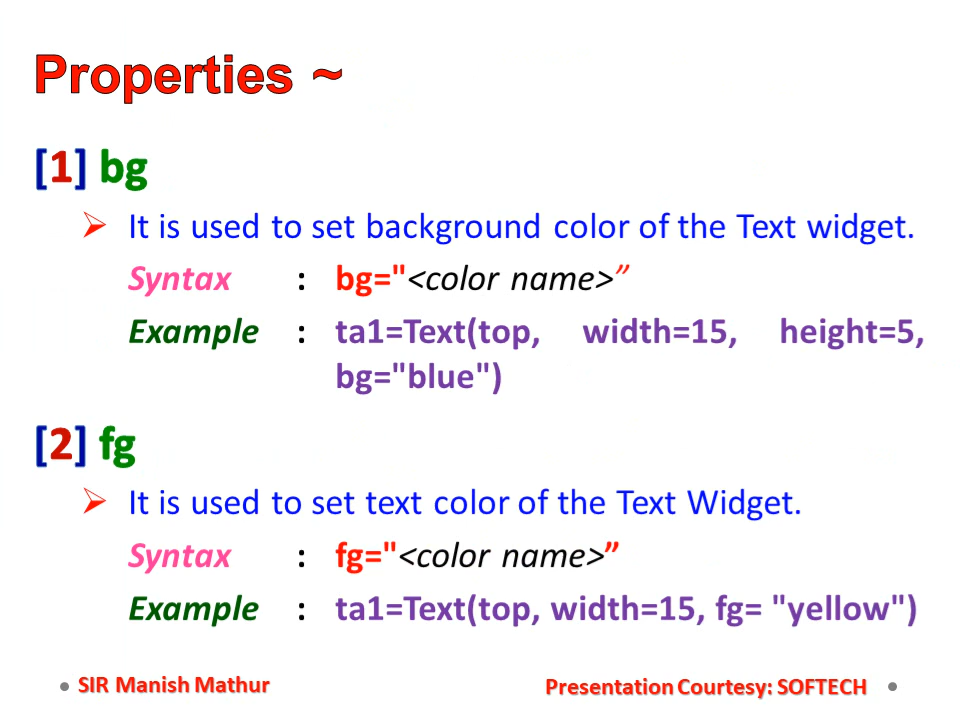 Properties ~
[1] bg
➢ It is used to set background color of the Text widget.
Syntax : bg="<color name>”
Example : ta1=Text(top, width=15, height=5,
bg="blue")
[2] fg
➢ It is used to set text color of the Text Widget.
Syntax : fg="<color name>”
Example : ta1=Text(top, width=15, fg= "yellow")
SIR Manish Mathur
Presentation Courtesy: SOFTECH